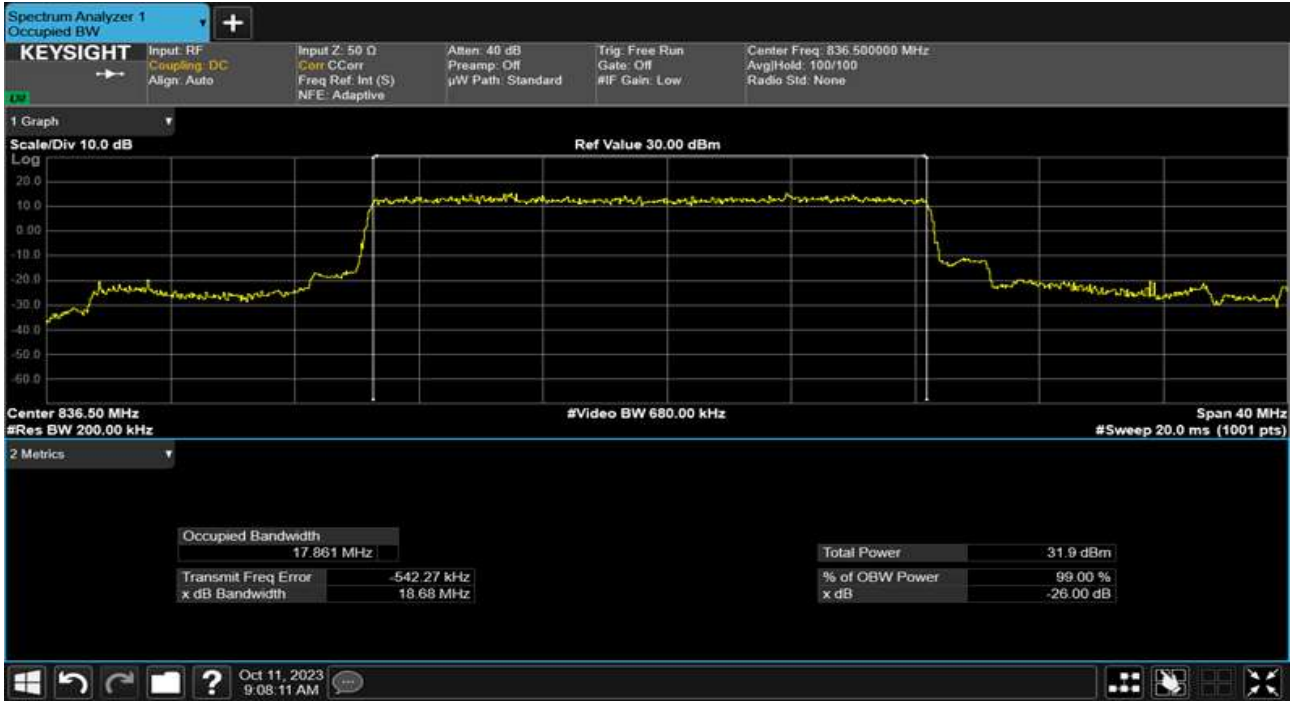 Spectrum Analyzer 1
Occupied BW
KEYSIGHT
Input: RF
Coupling: DC
Align: Auto
Input Z: 50 Ω
Corr CCorr
Freq Ref: Int (S)
NFE: Adaptive
Atten: 40 dB
Preamp: Off
µW Path: Standard
Trig: Free Run
Gate: Off
#IF Gain: Low
Center Freq: 836.500000 MHz
Avg|Hold: 100/100
Radio Std: None
1 Graph
Scale/Div 10.0 dB
Ref Value 30.00 dBm
Log
20.0
10.0
0.00
-10.0
-20.0
-30.0
-40.0
-50.0
-60.0
Center 836.50 MHz
#Video BW 680.00 kHz
Span 40 MHz
#Res BW 200.00 kHz
#Sweep 20.0 ms (1001 pts)
2 Metrics
Occupied Bandwidth
17.861 MHz
Total Power 31.9 dBm
Transmit Freq Error -542.27 kHz
% of OBW Power 99.00 %
x dB Bandwidth 18.68 MHz
x dB -26.00 dB
Oct 11, 2023
9:08:11 AM